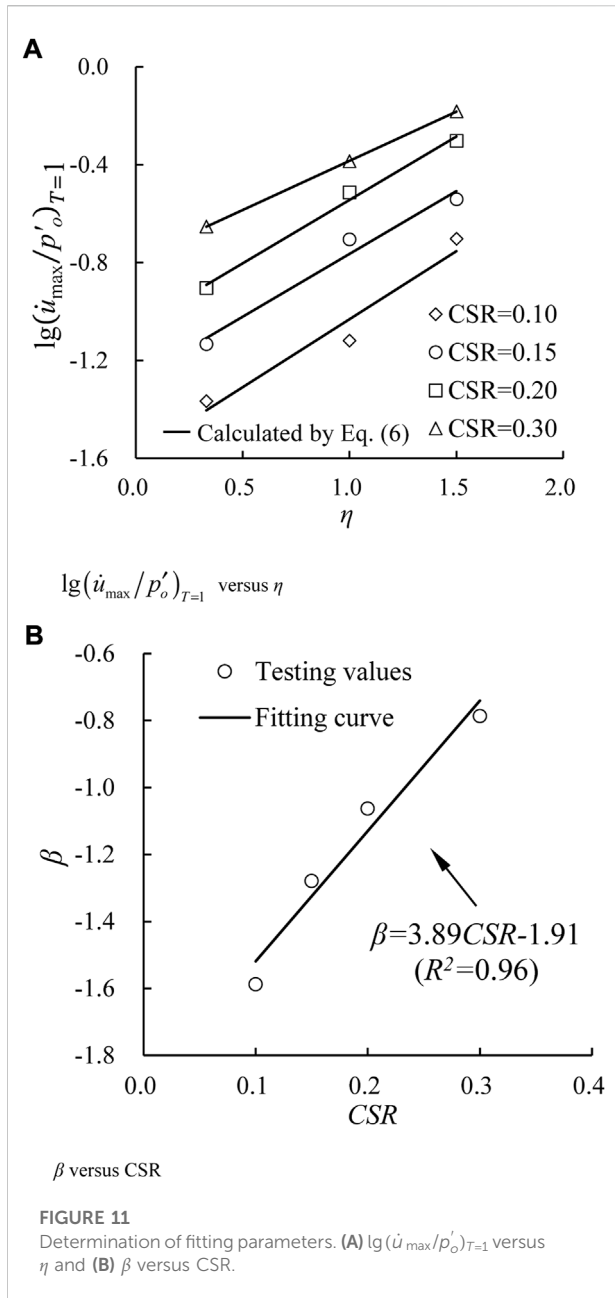 A
0.0
-0.4
-0.8
-1.2
-1.6
lg(u̇max/p'o)T=1
CSR=0.10
CSR=0.15
CSR=0.20
CSR=0.30
Calculated by Eq. (6)
0.0 0.5 1.0 1.5 2.0
η
lg(u̇max/p'o)T=1 versus η
B
-0.6
-0.8
-1.0
-1.2
-1.4
-1.6
-1.8
β
Testing values
Fitting curve
β=3.89CSR-1.91
(R²=0.96)
0.0 0.1 0.2 0.3 0.4
CSR
β versus CSR
FIGURE 11
Determination of fitting parameters. (A) lg(u̇ max/p'o)T=1 versus
η and (B) β versus CSR.